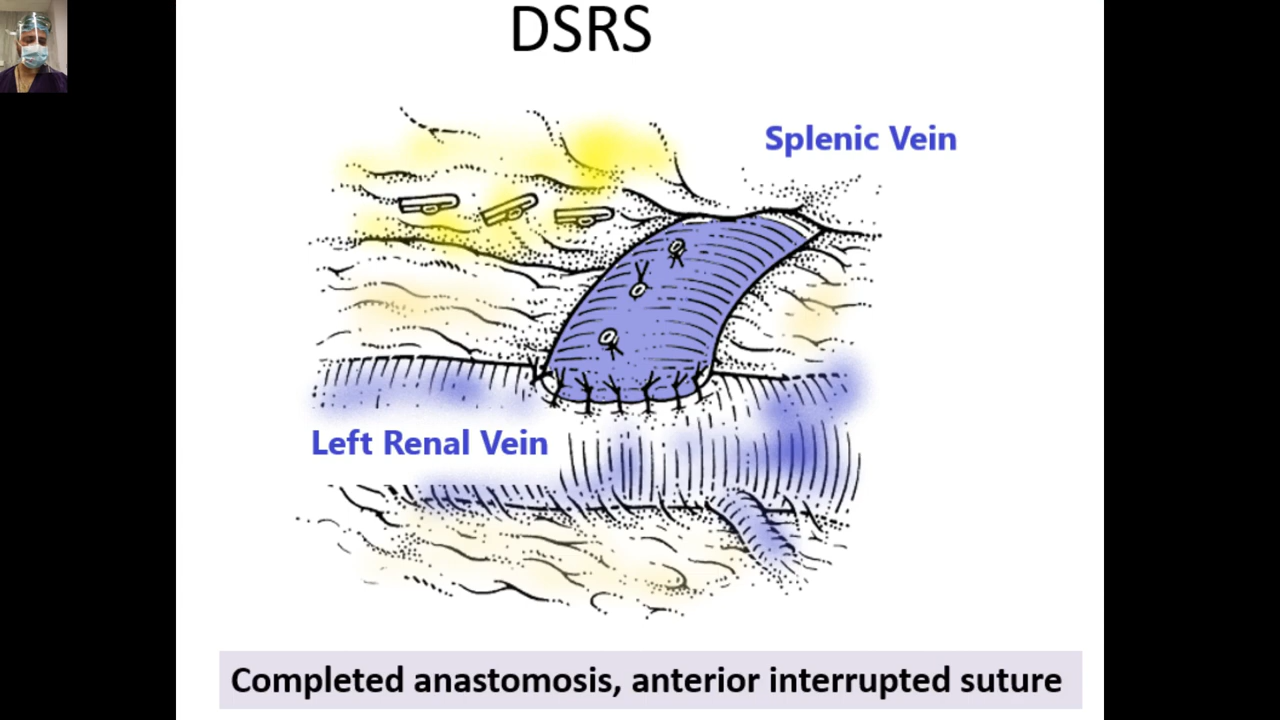 DSRS
Splenic Vein
Left Renal Vein
Completed anastomosis, anterior interrupted suture